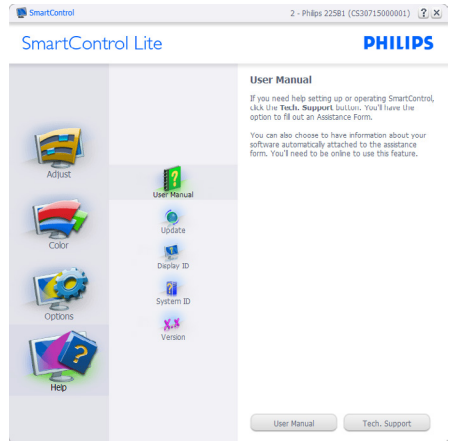 SmartControl
2 - Philips 225B1 (CS30715000001)
? X
SmartControl Lite
PHILIPS
User Manual
If you need help setting up or operating SmartControl,
click the Tech. Support button. You'll have the
option to fill out an Assistance Form.
You can also choose to have information about your
software automatically attached to the assistance
form. You'll need to be online to use this feature.
Adjust
Color
Options
Help
User Manual
Update
Display ID
System ID
X.X
Version
User Manual
Tech. Support